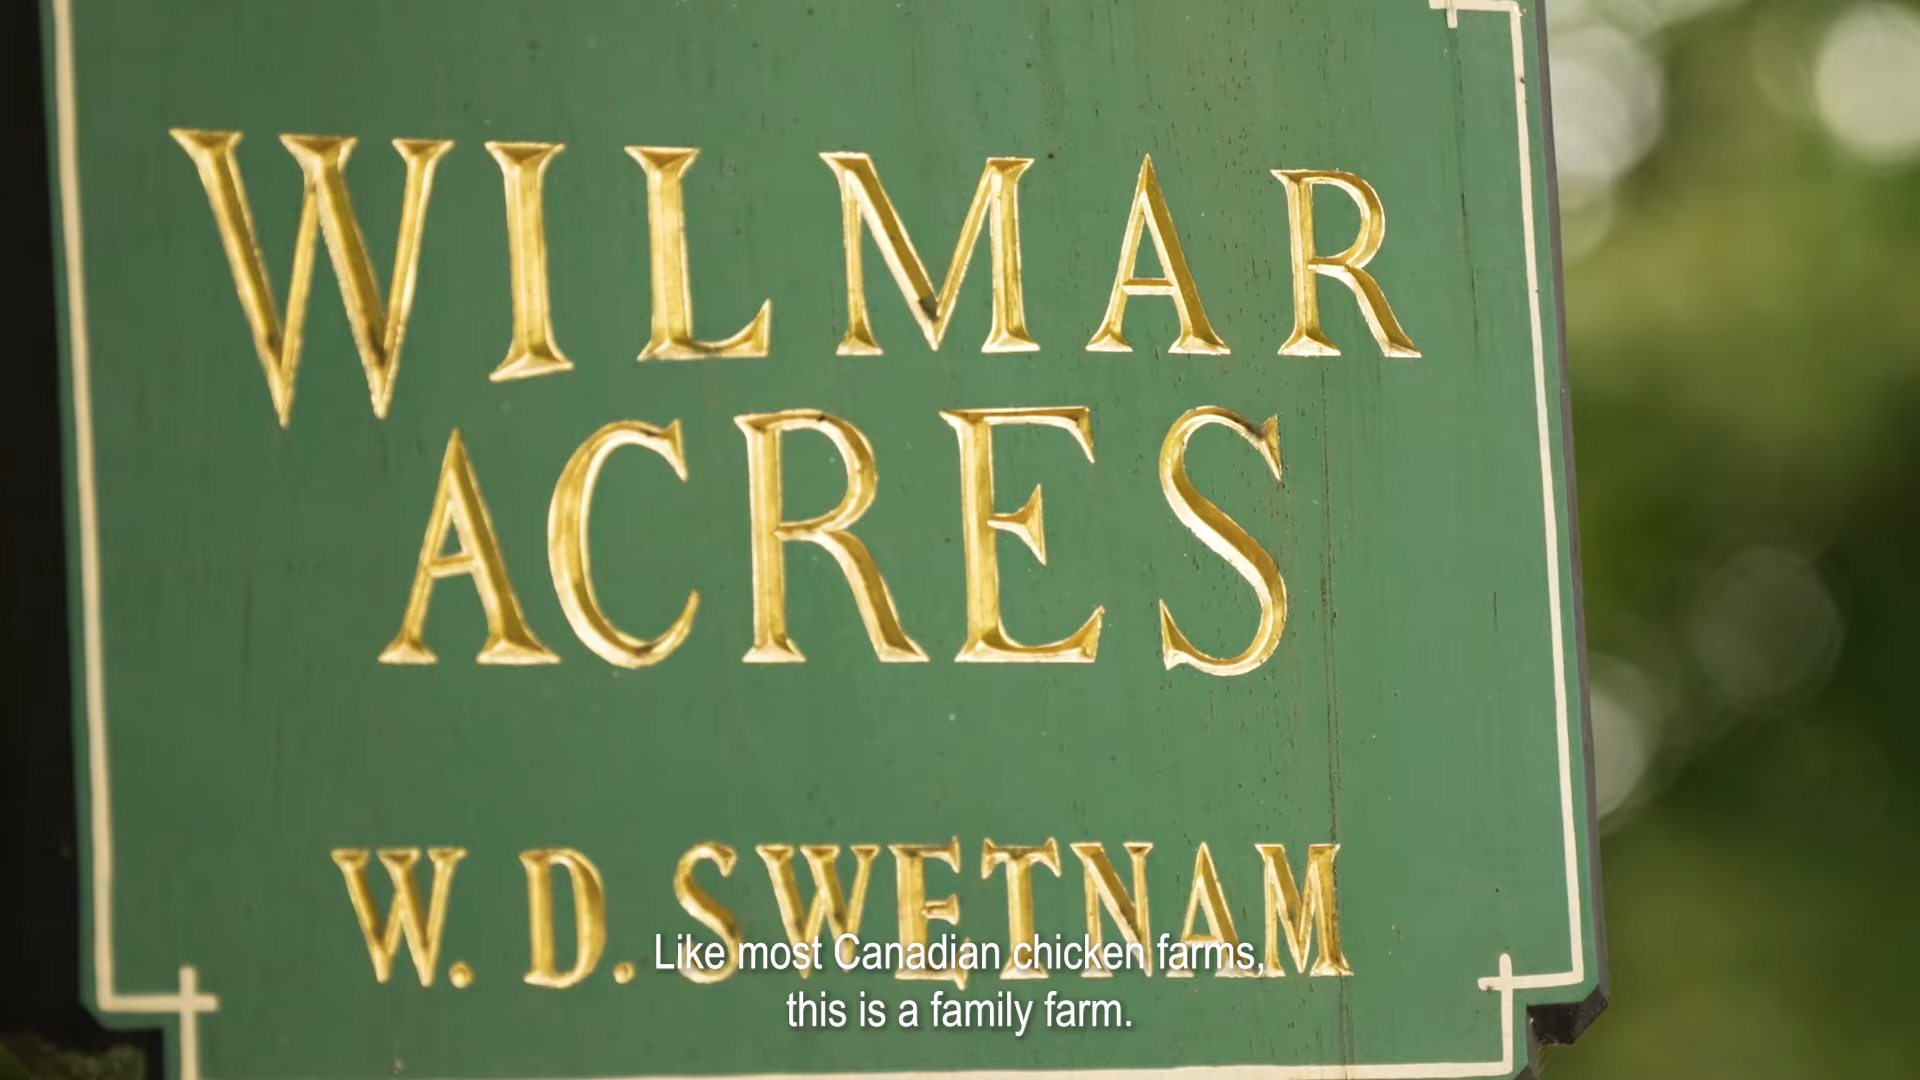 WILMAR
ACRES
W. D. SWETNAM
Like most Canadian chicken farms,
this is a family farm.